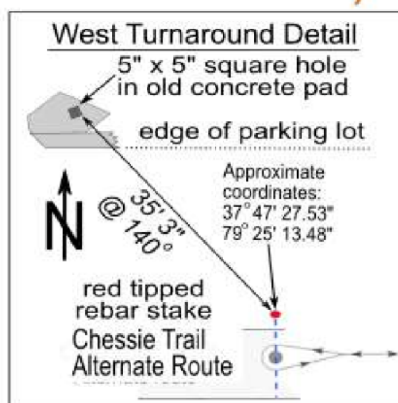 West Turnaround Detail
5" x 5" square hole
in old concrete pad
edge of parking lot
Approximate
coordinates:
37° 47' 27.53"
79° 25' 13.48"
35' 3"
@ 140°
N
red tipped
rebar stake
Chessie Trail
Alternate Route